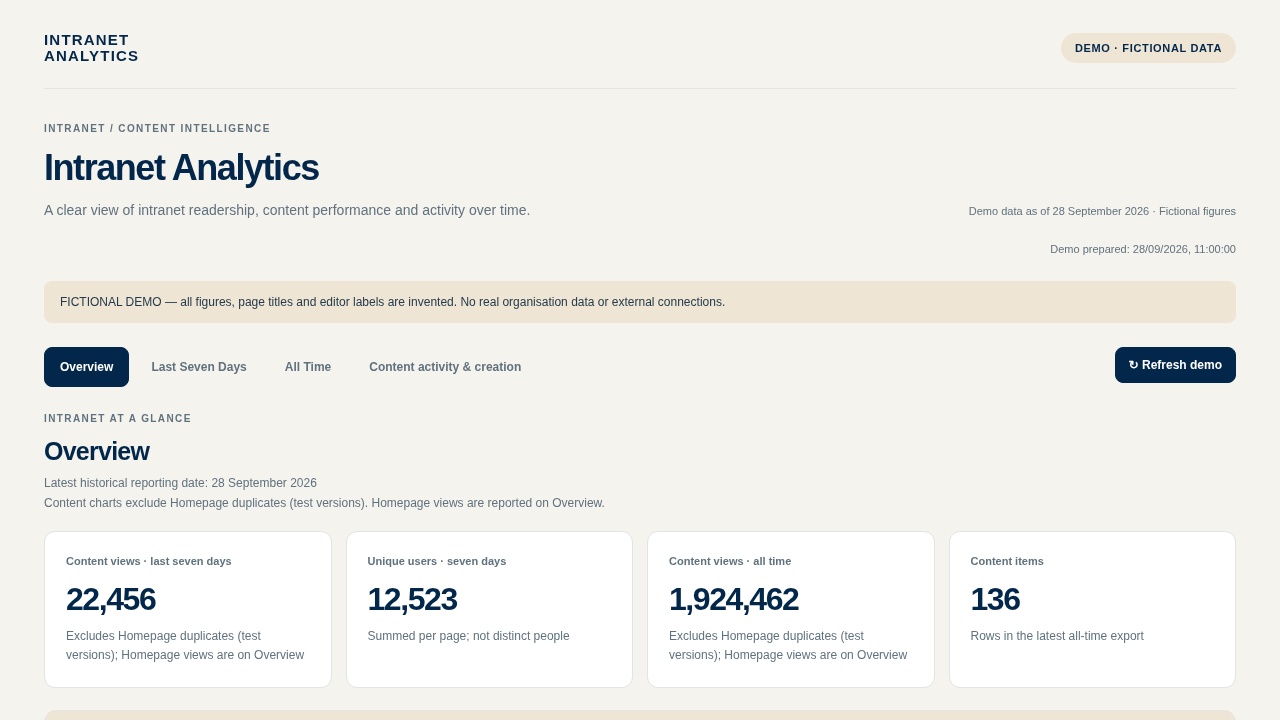 INTRANET
ANALYTICS
DEMO · FICTIONAL DATA
INTRANET / CONTENT INTELLIGENCE
Intranet Analytics
A clear view of intranet readership, content performance and activity over time.
Demo data as of 28 September 2026 · Fictional figures
Demo prepared: 28/09/2026, 11:00:00
FICTIONAL DEMO — all figures, page titles and editor labels are invented. No real organisation data or external connections.
Overview
Last Seven Days
All Time
Content activity & creation
↻ Refresh demo
INTRANET AT A GLANCE
Overview
Latest historical reporting date: 28 September 2026
Content charts exclude Homepage duplicates (test versions). Homepage views are reported on Overview.
Content views · last seven days
22,456
Excludes Homepage duplicates (test
versions); Homepage views are on Overview
Unique users · seven days
12,523
Summed per page; not distinct people
Content views · all time
1,924,462
Excludes Homepage duplicates (test
versions); Homepage views are on Overview
Content items
136
Rows in the latest all-time export